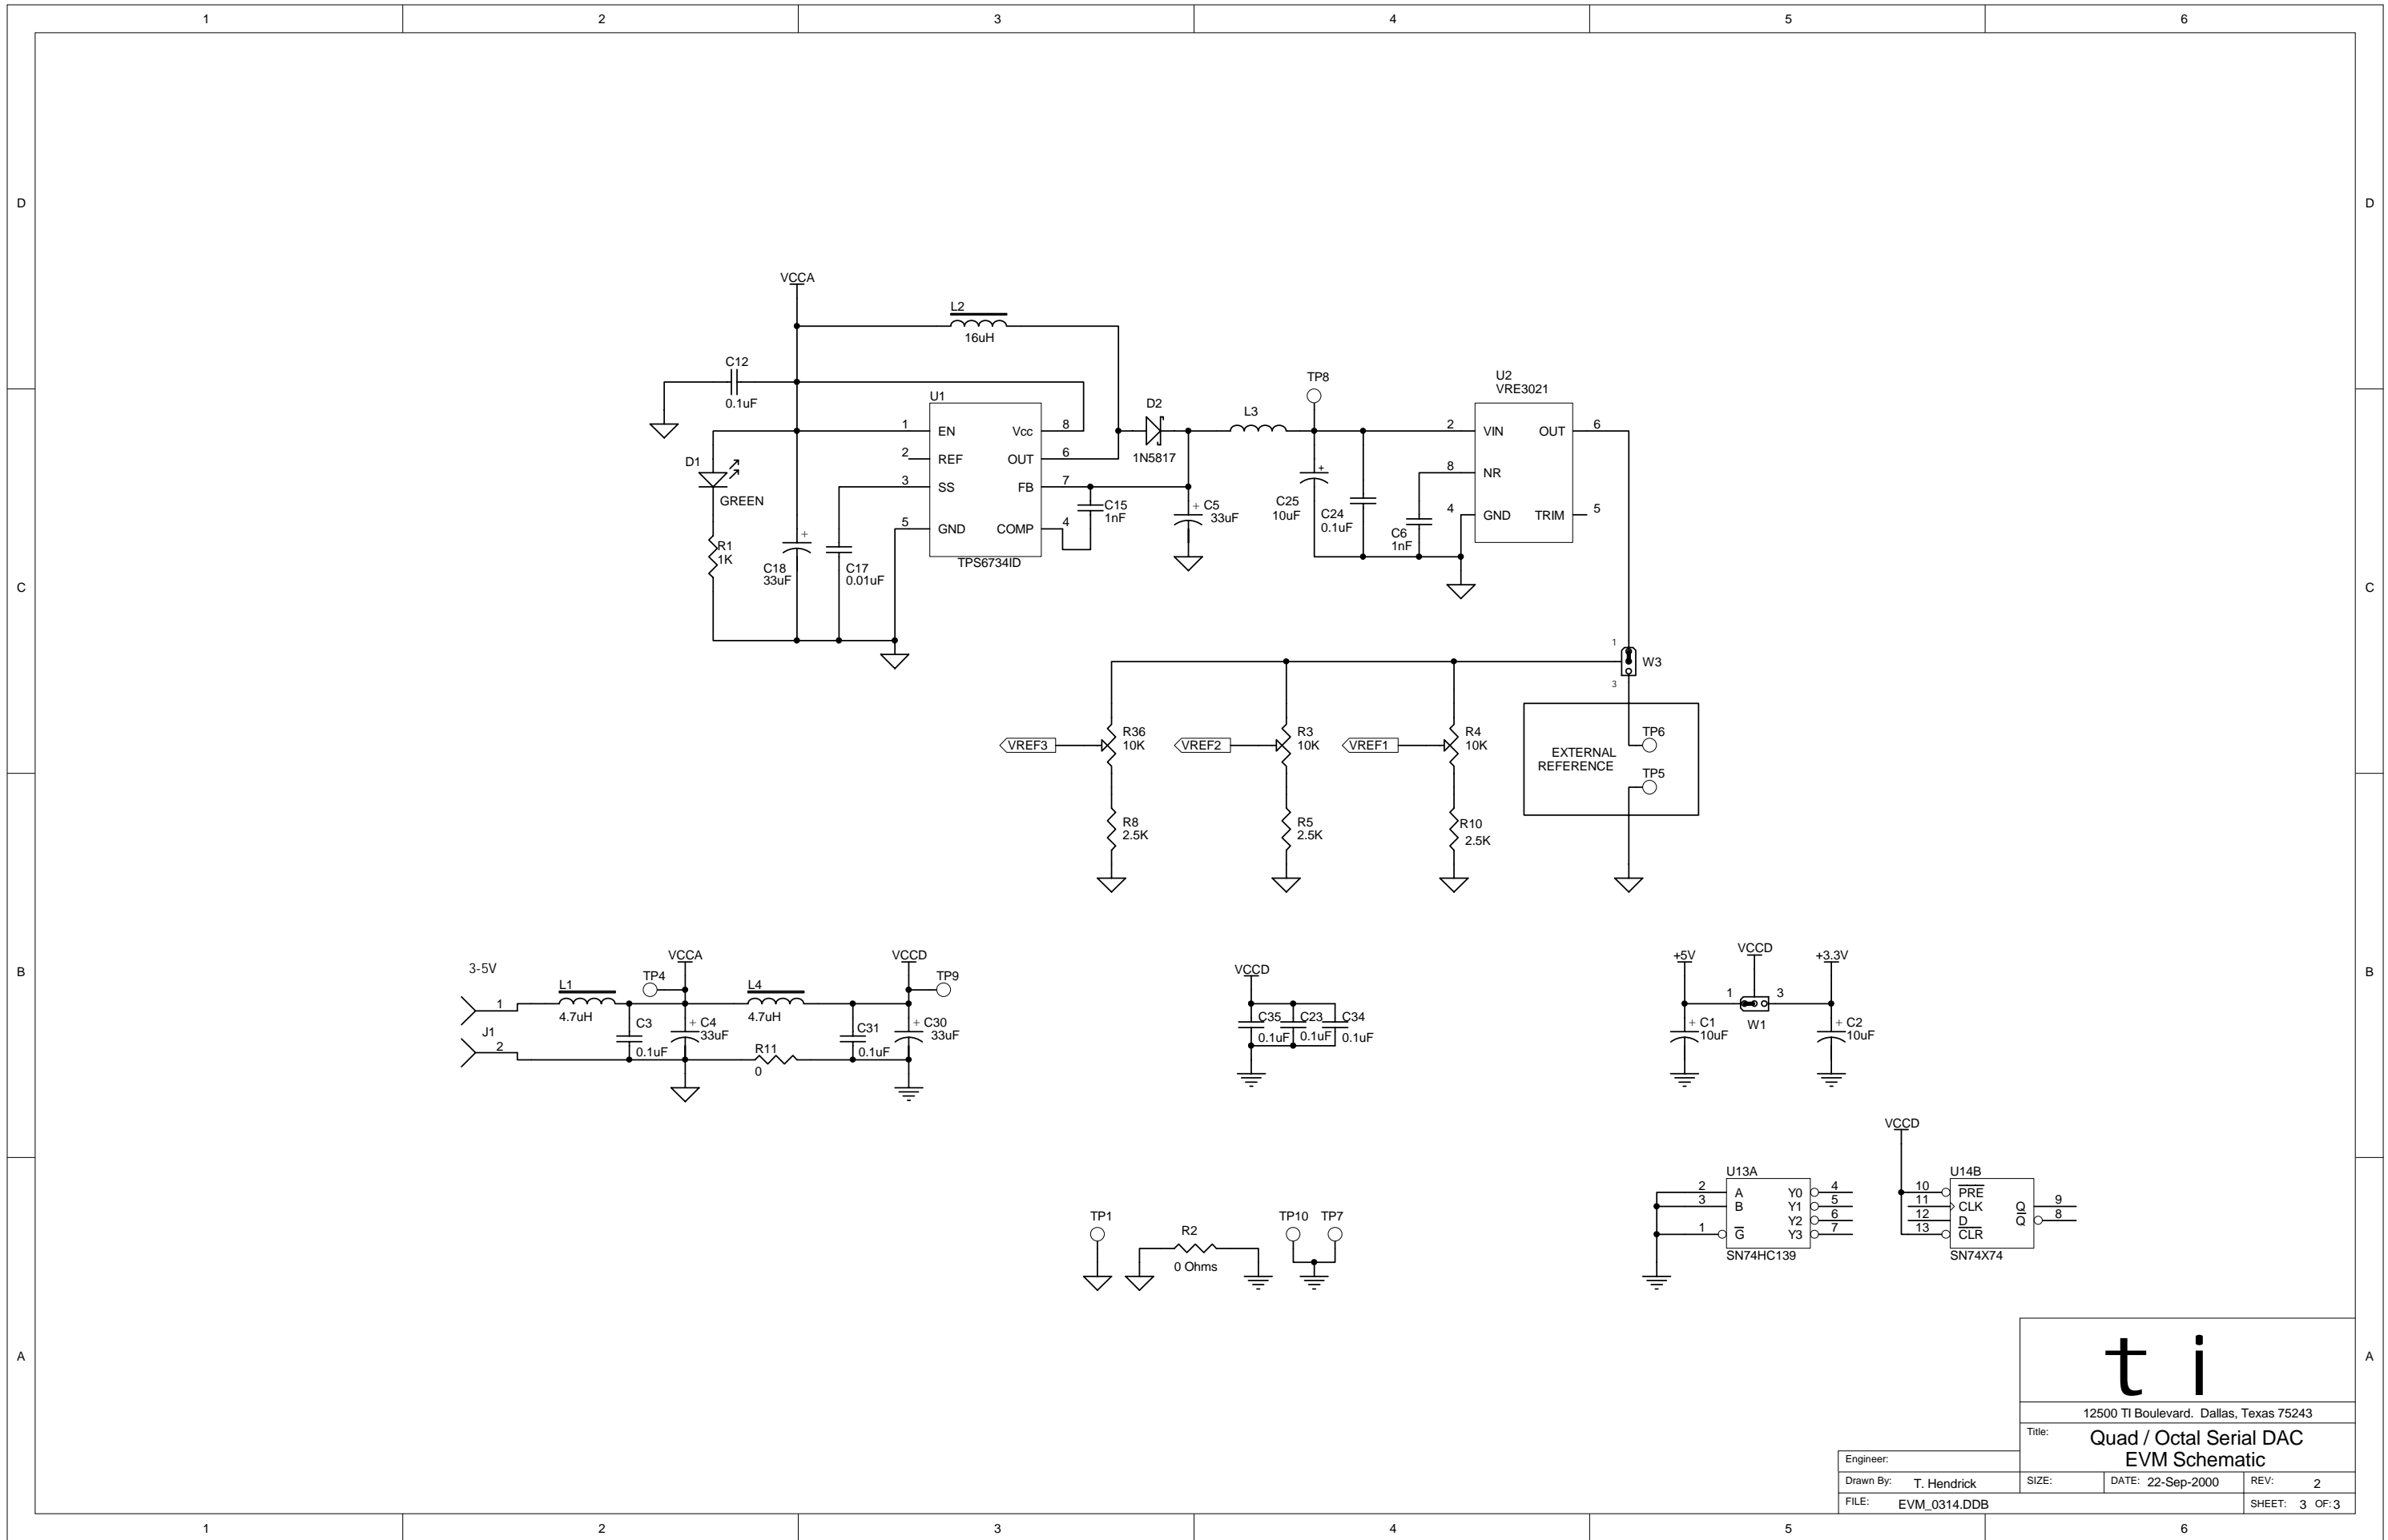 1 2 3 4 5 6
D D
VCCA
L2
16uH
C12
0.1uF
TP8
U2
VRE3021
U1
D2
L3
1 EN Vcc 8
2 VIN OUT 6
2 REF OUT 6
1N5817
D1
8 NR
3 SS FB 7
GREEN
C15
1nF
+ C5
33uF
+
C25
10uF
C24
0.1uF
4 GND TRIM 5
5 GND COMP 4
C6
1nF
+
R1
1K
TPS6734ID
C18
33uF
C17
0.01uF
C C
1
W3
3
VREF3
R36
10K
VREF2
R3
10K
VREF1
R4
10K
TP6
EXTERNAL
REFERENCE
TP5
R8
2.5K
R5
2.5K
R10
2.5K
B B
3-5V
VCCA
TP4
VCCD
TP9
L1
4.7uH
L4
4.7uH
1
J1
2
C3
0.1uF
+ C4
33uF
R11
0
C31
0.1uF
+ C30
33uF
VCCD
C35
0.1uF
C23
0.1uF
C34
0.1uF
+5V
VCCD
+3.3V
1 3
W1
+ C1
10uF
+ C2
10uF
VCCD
U13A
2 A Y0 4
3 B Y1 5
Y2 6
1 G Y3 7
SN74HC139
U14B
10 PRE
11 CLK Q 9
12 D Q 8
13 CLR
SN74X74
TP1
R2
0 Ohms
TP10 TP7
A A
ti
12500 TI Boulevard. Dallas, Texas 75243
Title:
Quad / Octal Serial DAC
EVM Schematic
Engineer:
Drawn By: T. Hendrick
SIZE: DATE: 22-Sep-2000 REV: 2
FILE: EVM_0314.DDB
SHEET: 3 OF: 3
1 2 3 4 5 6